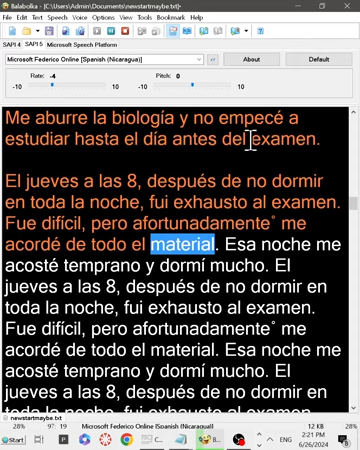 Balabolka - [C:\Users\Admin\Documents\newstartmaybe.txt]
File Edit Text Speech Voice Options View Tools Bookmark Help
SAPI 4 SAPI 5 Microsoft Speech Platform
Microsoft Federico Online (Spanish (Nicaragua)) About Default
Rate: -4 Pitch: 0
-10 10 -10 10
Me aburre la biología y no empecé a
estudiar hasta el día antes del examen.
El jueves a las 8, después de no dormir
en toda la noche, fui exhausto al examen.
Fue difícil, pero afortunadamente° me
acordé de todo el material. Esa noche me
acosté temprano y dormí mucho. El
jueves a las 8, después de no dormir en
toda la noche, fui exhausto al examen.
Fue difícil, pero afortunadamente° me
acordé de todo el material. Esa noche me
acosté temprano y dormí mucho. El
jueves a las 8, después de no dormir en
toda la noche, fui exhausto al examen.
newstartmaybe.txt
28% 97: 19 Microsoft Federico Online (Spanish (Nicaragua)) 12 KB 28%
Start P C... B... ENG 2:21 PM
6/26/2024